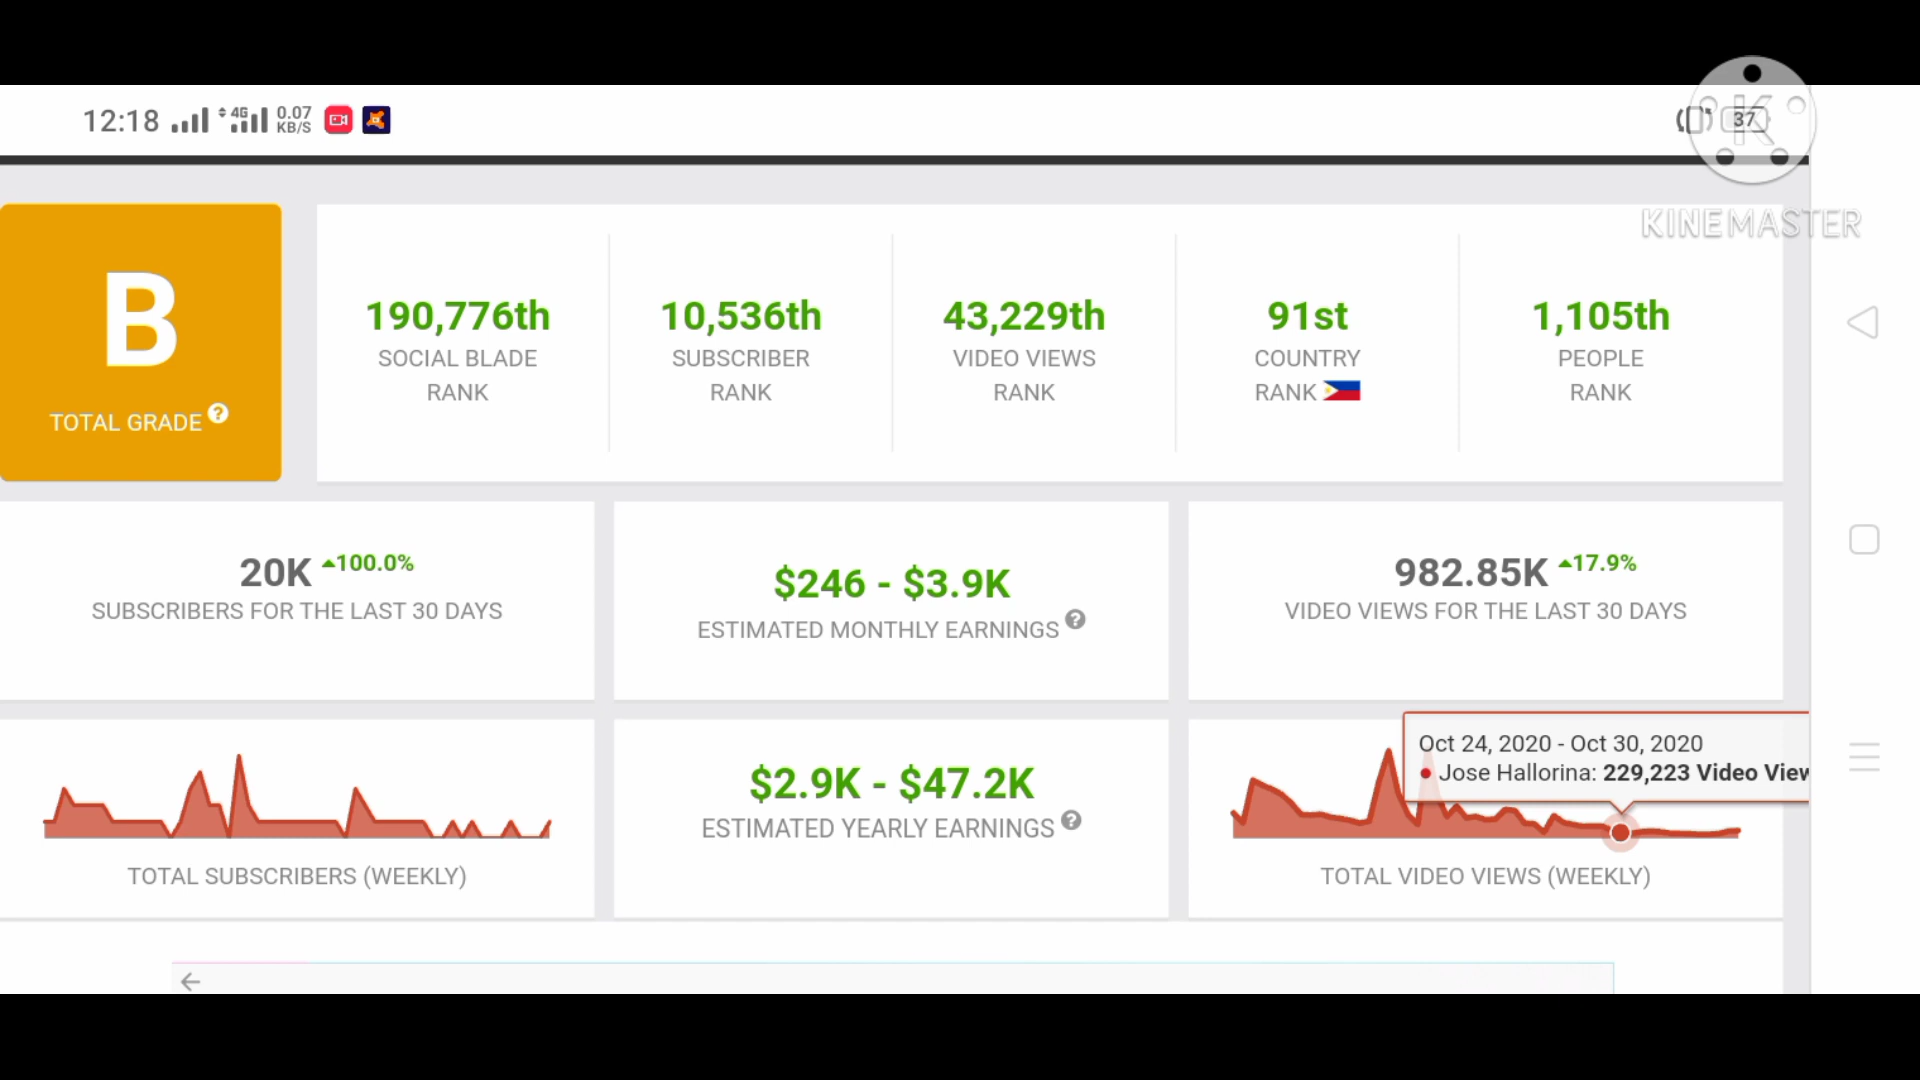 12:18 4G 0.07 KB/S 37
KINEMASTER
B
TOTAL GRADE ?
190,776th
SOCIAL BLADE
RANK
10,536th
SUBSCRIBER
RANK
43,229th
VIDEO VIEWS
RANK
91st
COUNTRY
RANK
1,105th
PEOPLE
RANK
20K 100.0%
SUBSCRIBERS FOR THE LAST 30 DAYS
$246 - $3.9K
ESTIMATED MONTHLY EARNINGS ?
982.85K 17.9%
VIDEO VIEWS FOR THE LAST 30 DAYS
TOTAL SUBSCRIBERS (WEEKLY)
$2.9K - $47.2K
ESTIMATED YEARLY EARNINGS ?
Oct 24, 2020 - Oct 30, 2020
Jose Hallorina: 229,223 Video View
TOTAL VIDEO VIEWS (WEEKLY)